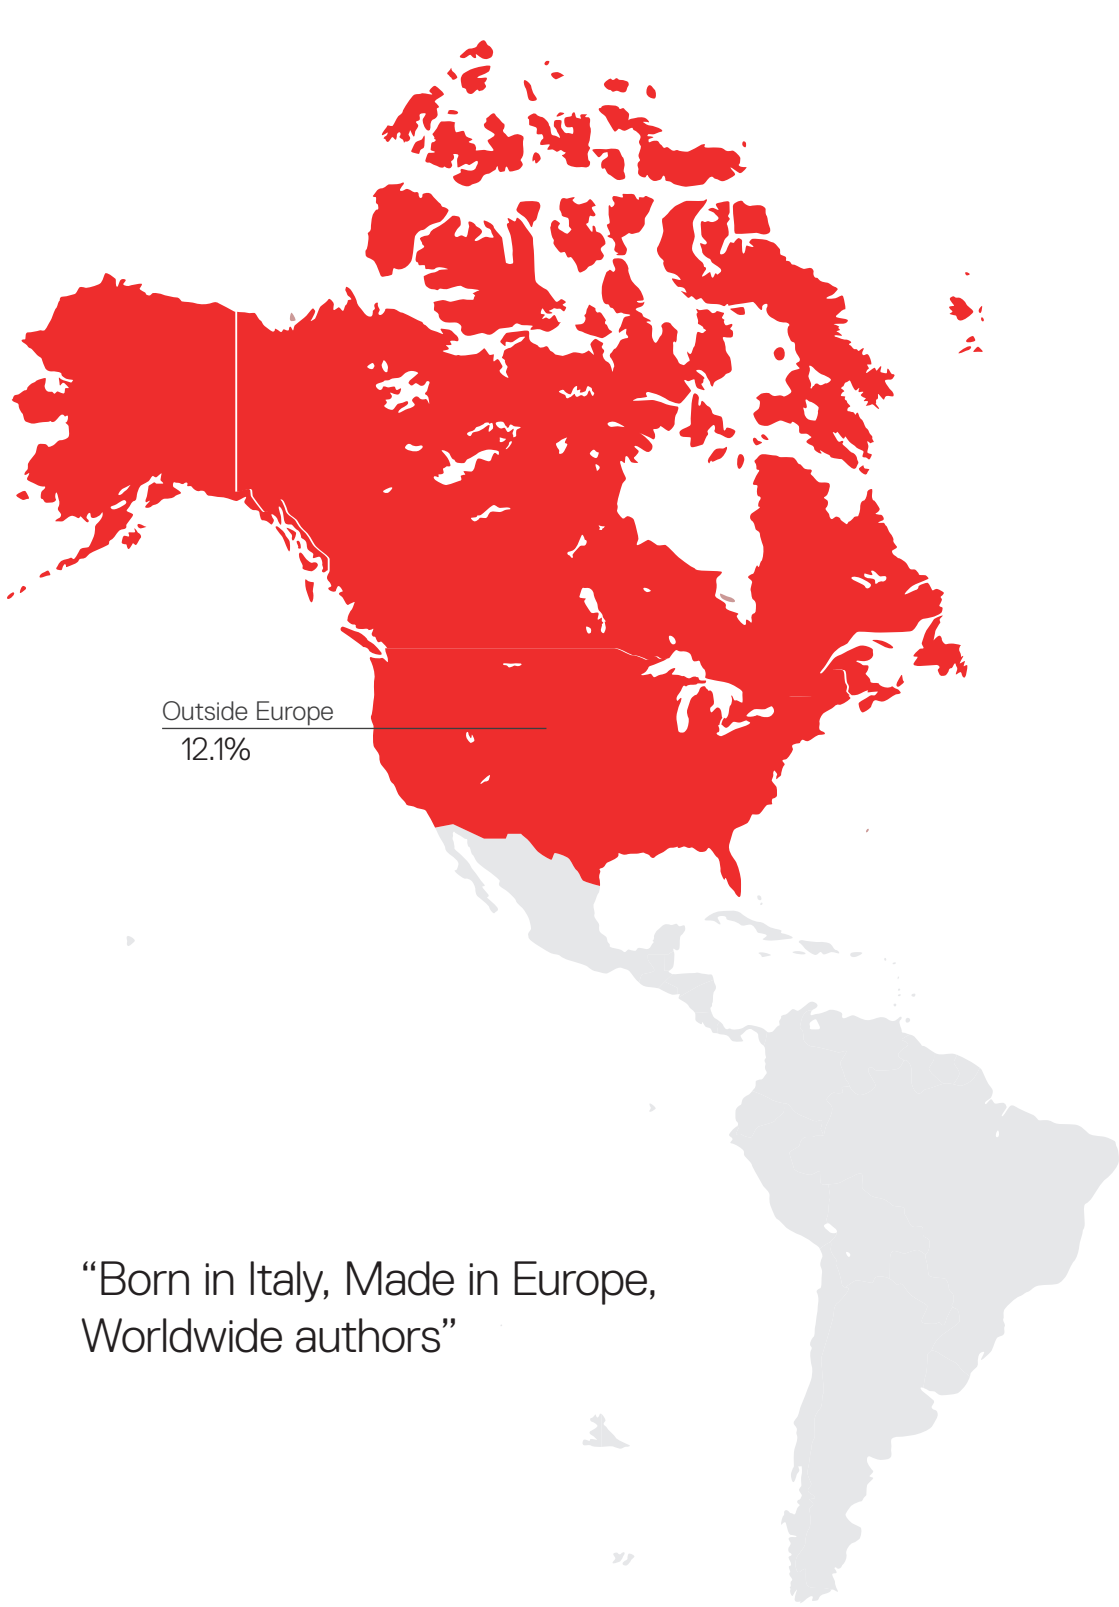 Outside Europe
12.1%
“Born in Italy, Made in Europe,
Worldwide authors”